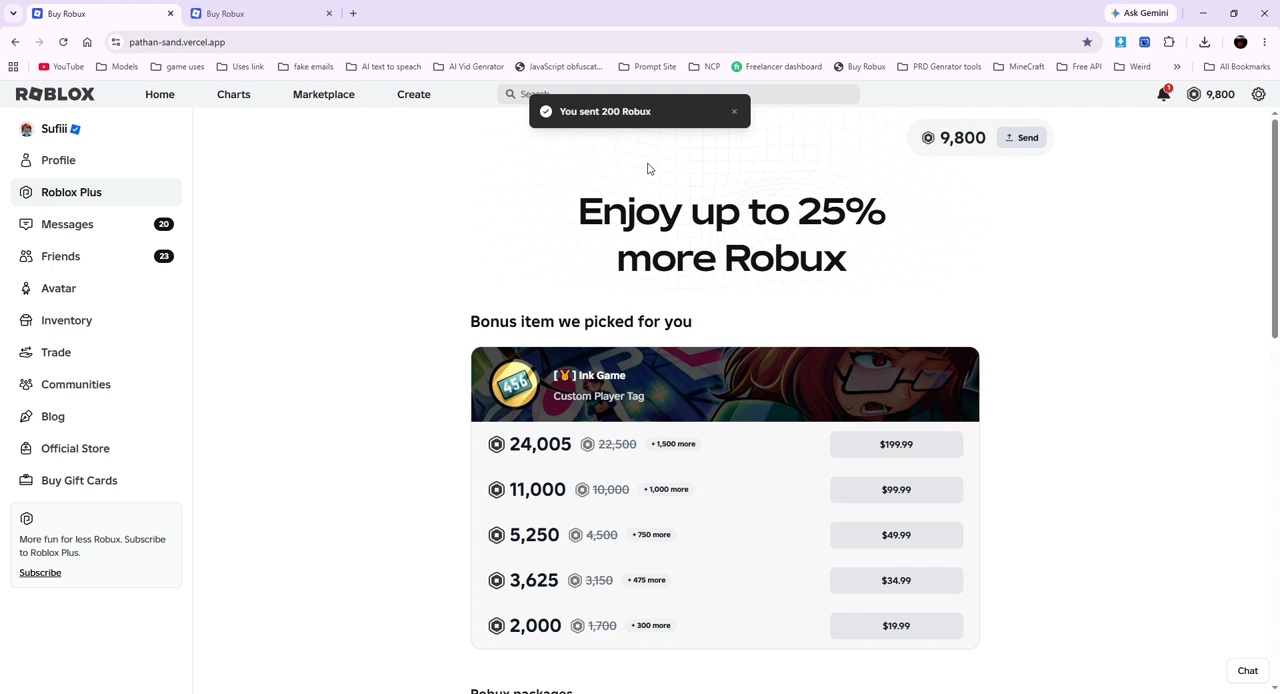 Buy Robux
Buy Robux
Ask Gemini
pathan-sand.vercel.app
YouTube
Models
game uses
Uses link
fake emails
AI text to speach
AI Vid Genrator
JavaScript obfuscat...
Prompt Site
NCP
Freelancer dashboard
Buy Robux
PRD Genrator tools
MineCraft
Free API
Weird
»
All Bookmarks
ROBLOX
Home
Charts
Marketplace
Create
1
9,800
You sent 200 Robux
Sufiii
Profile
Roblox Plus
Messages 20
Friends 23
Avatar
Inventory
Trade
Communities
Blog
Official Store
Buy Gift Cards
More fun for less Robux. Subscribe
to Roblox Plus.
Subscribe
9,800 Send
Enjoy up to 25%
more Robux
Bonus item we picked for you
456
[🏅] Ink Game
Custom Player Tag
24,005 22,500 + 1,500 more $199.99
11,000 10,000 + 1,000 more $99.99
5,250 4,500 + 750 more $49.99
3,625 3,150 + 475 more $34.99
2,000 1,700 + 300 more $19.99
Robux packages
Chat